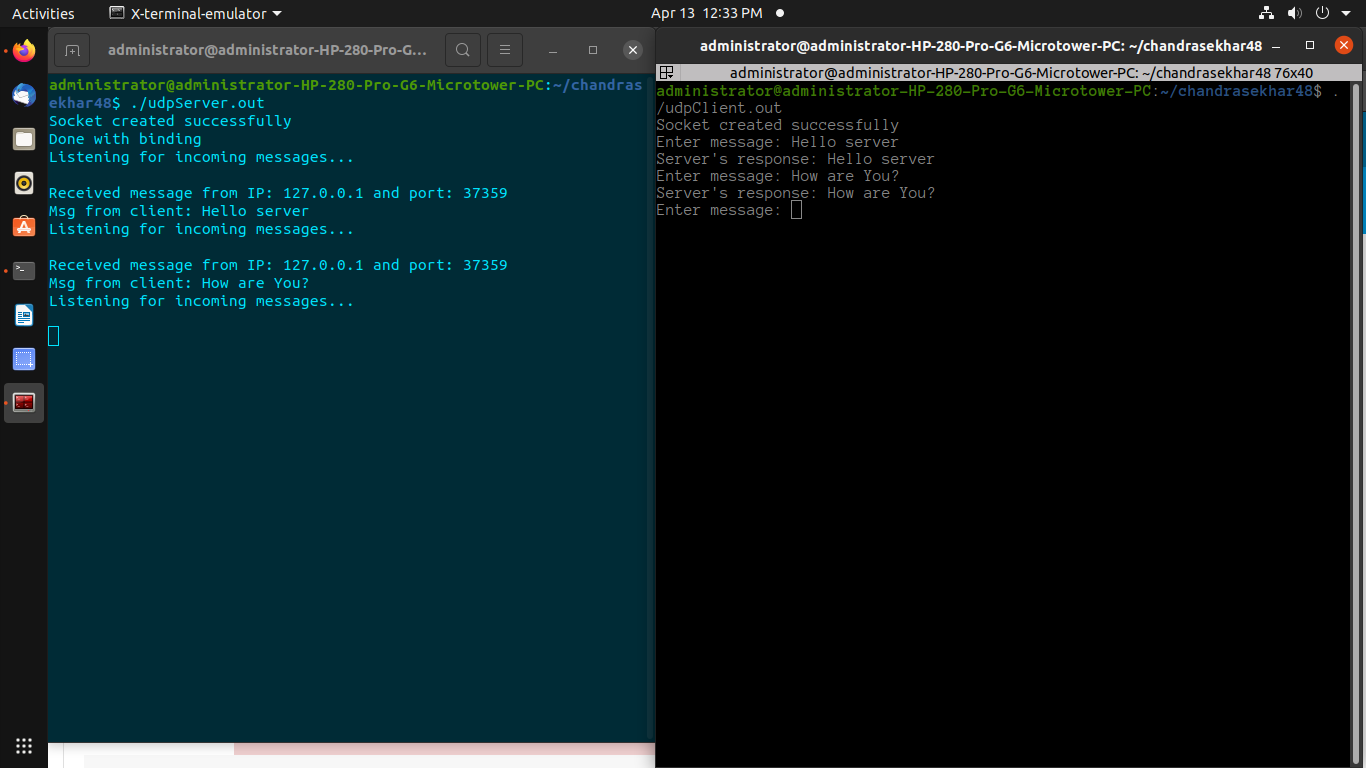 Activities
X-terminal-emulator
Apr 13 12:33 PM
administrator@administrator-HP-280-Pro-G...
administrator@administrator-HP-280-Pro-G6-Microtower-PC:~/chandras
ekhar48$ ./udpServer.out
Socket created successfully
Done with binding
Listening for incoming messages...
Received message from IP: 127.0.0.1 and port: 37359
Msg from client: Hello server
Listening for incoming messages...
Received message from IP: 127.0.0.1 and port: 37359
Msg from client: How are You?
Listening for incoming messages...
administrator@administrator-HP-280-Pro-G6-Microtower-PC: ~/chandrasekhar48
administrator@administrator-HP-280-Pro-G6-Microtower-PC: ~/chandrasekhar48 76x40
administrator@administrator-HP-280-Pro-G6-Microtower-PC:~/chandrasekhar48$ .
/udpClient.out
Socket created successfully
Enter message: Hello server
Server's response: Hello server
Enter message: How are You?
Server's response: How are You?
Enter message: